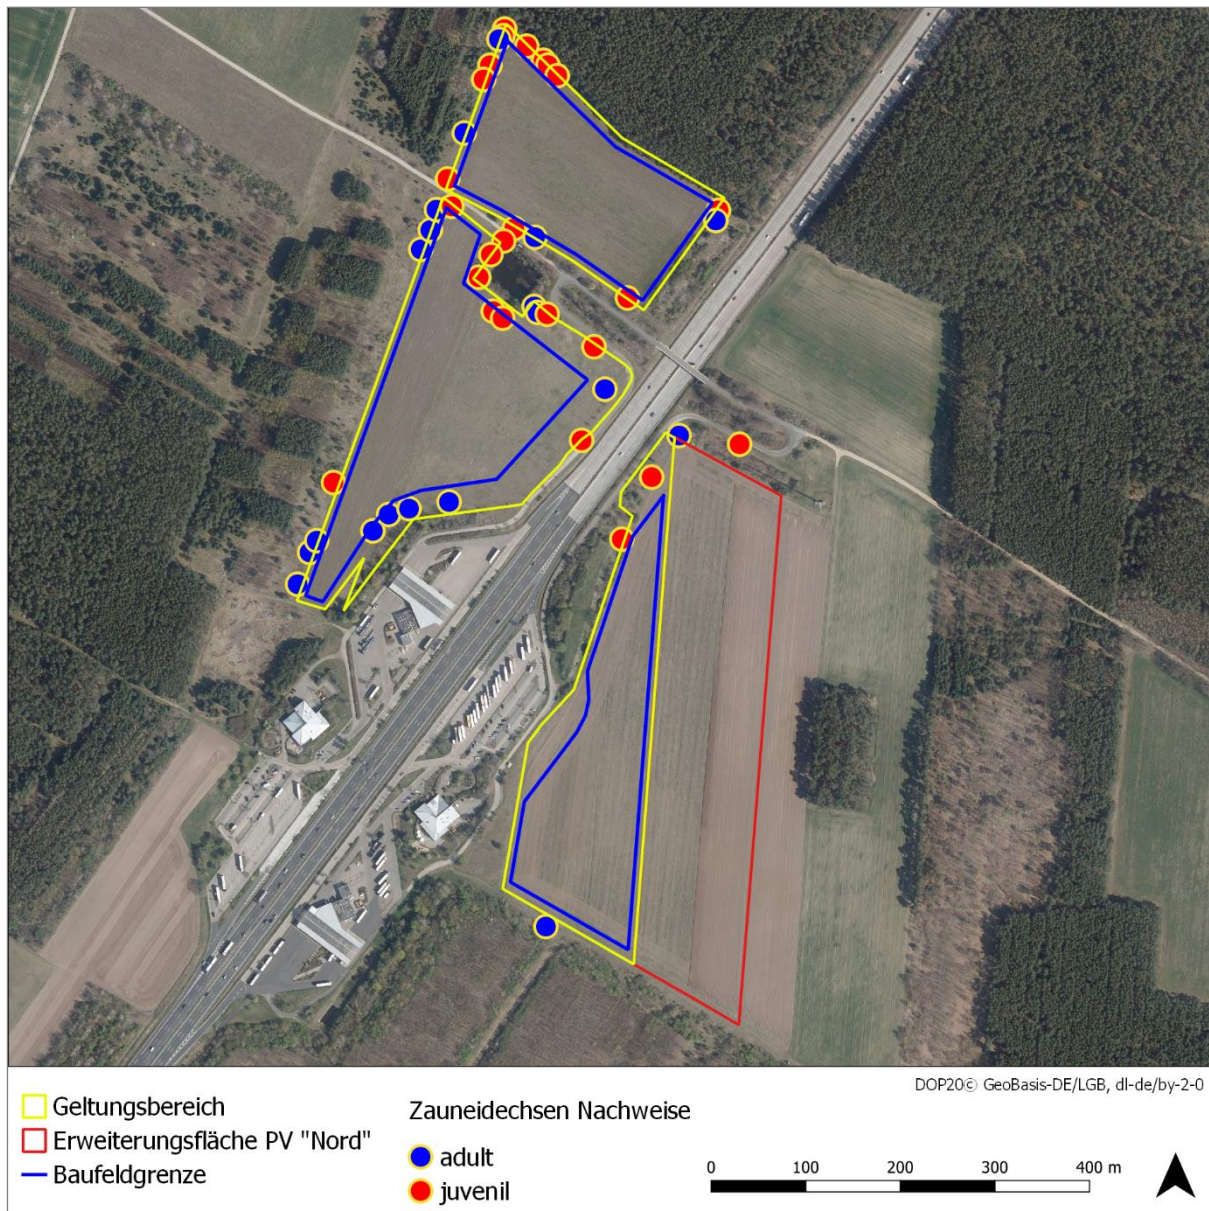 DOP20© GeoBasis-DE/LGB, dl-de/by-2-0
Geltungsbereich
Erweiterungsfläche PV "Nord"
Baufeldgrenze
Zauneidechsen Nachweise
adult
juvenil
0 100 200 300 400 m